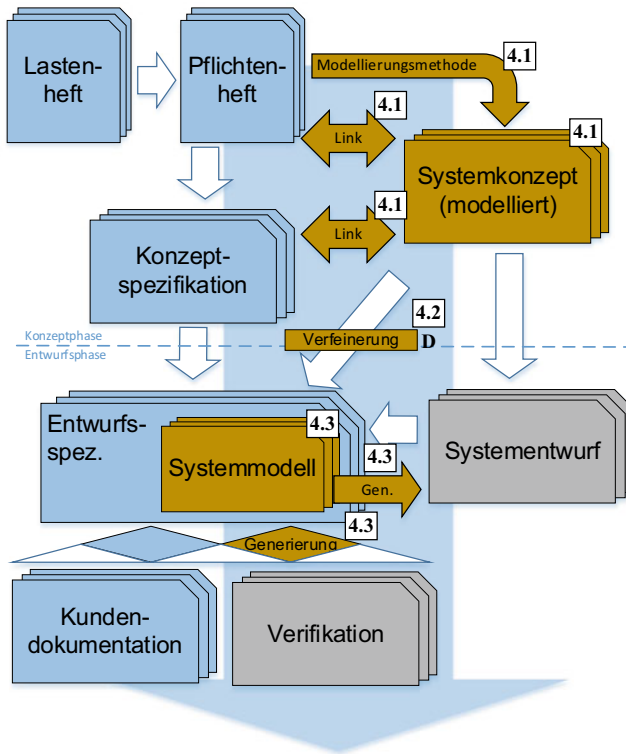 Lasten-
heft
Pflichten-
heft
Modellierungsmethode
4.1
4.1
Link
4.1
Systemkonzept
(modelliert)
4.1
Link
Konzept-
spezifikation
4.2
Verfeinerung
D
Konzeptphase
Entwurfsphase
Entwurfs-
spez.
4.3
Systemmodell
4.3
Gen.
Systementwurf
4.3
Generierung
Kunden-
dokumentation
Verifikation